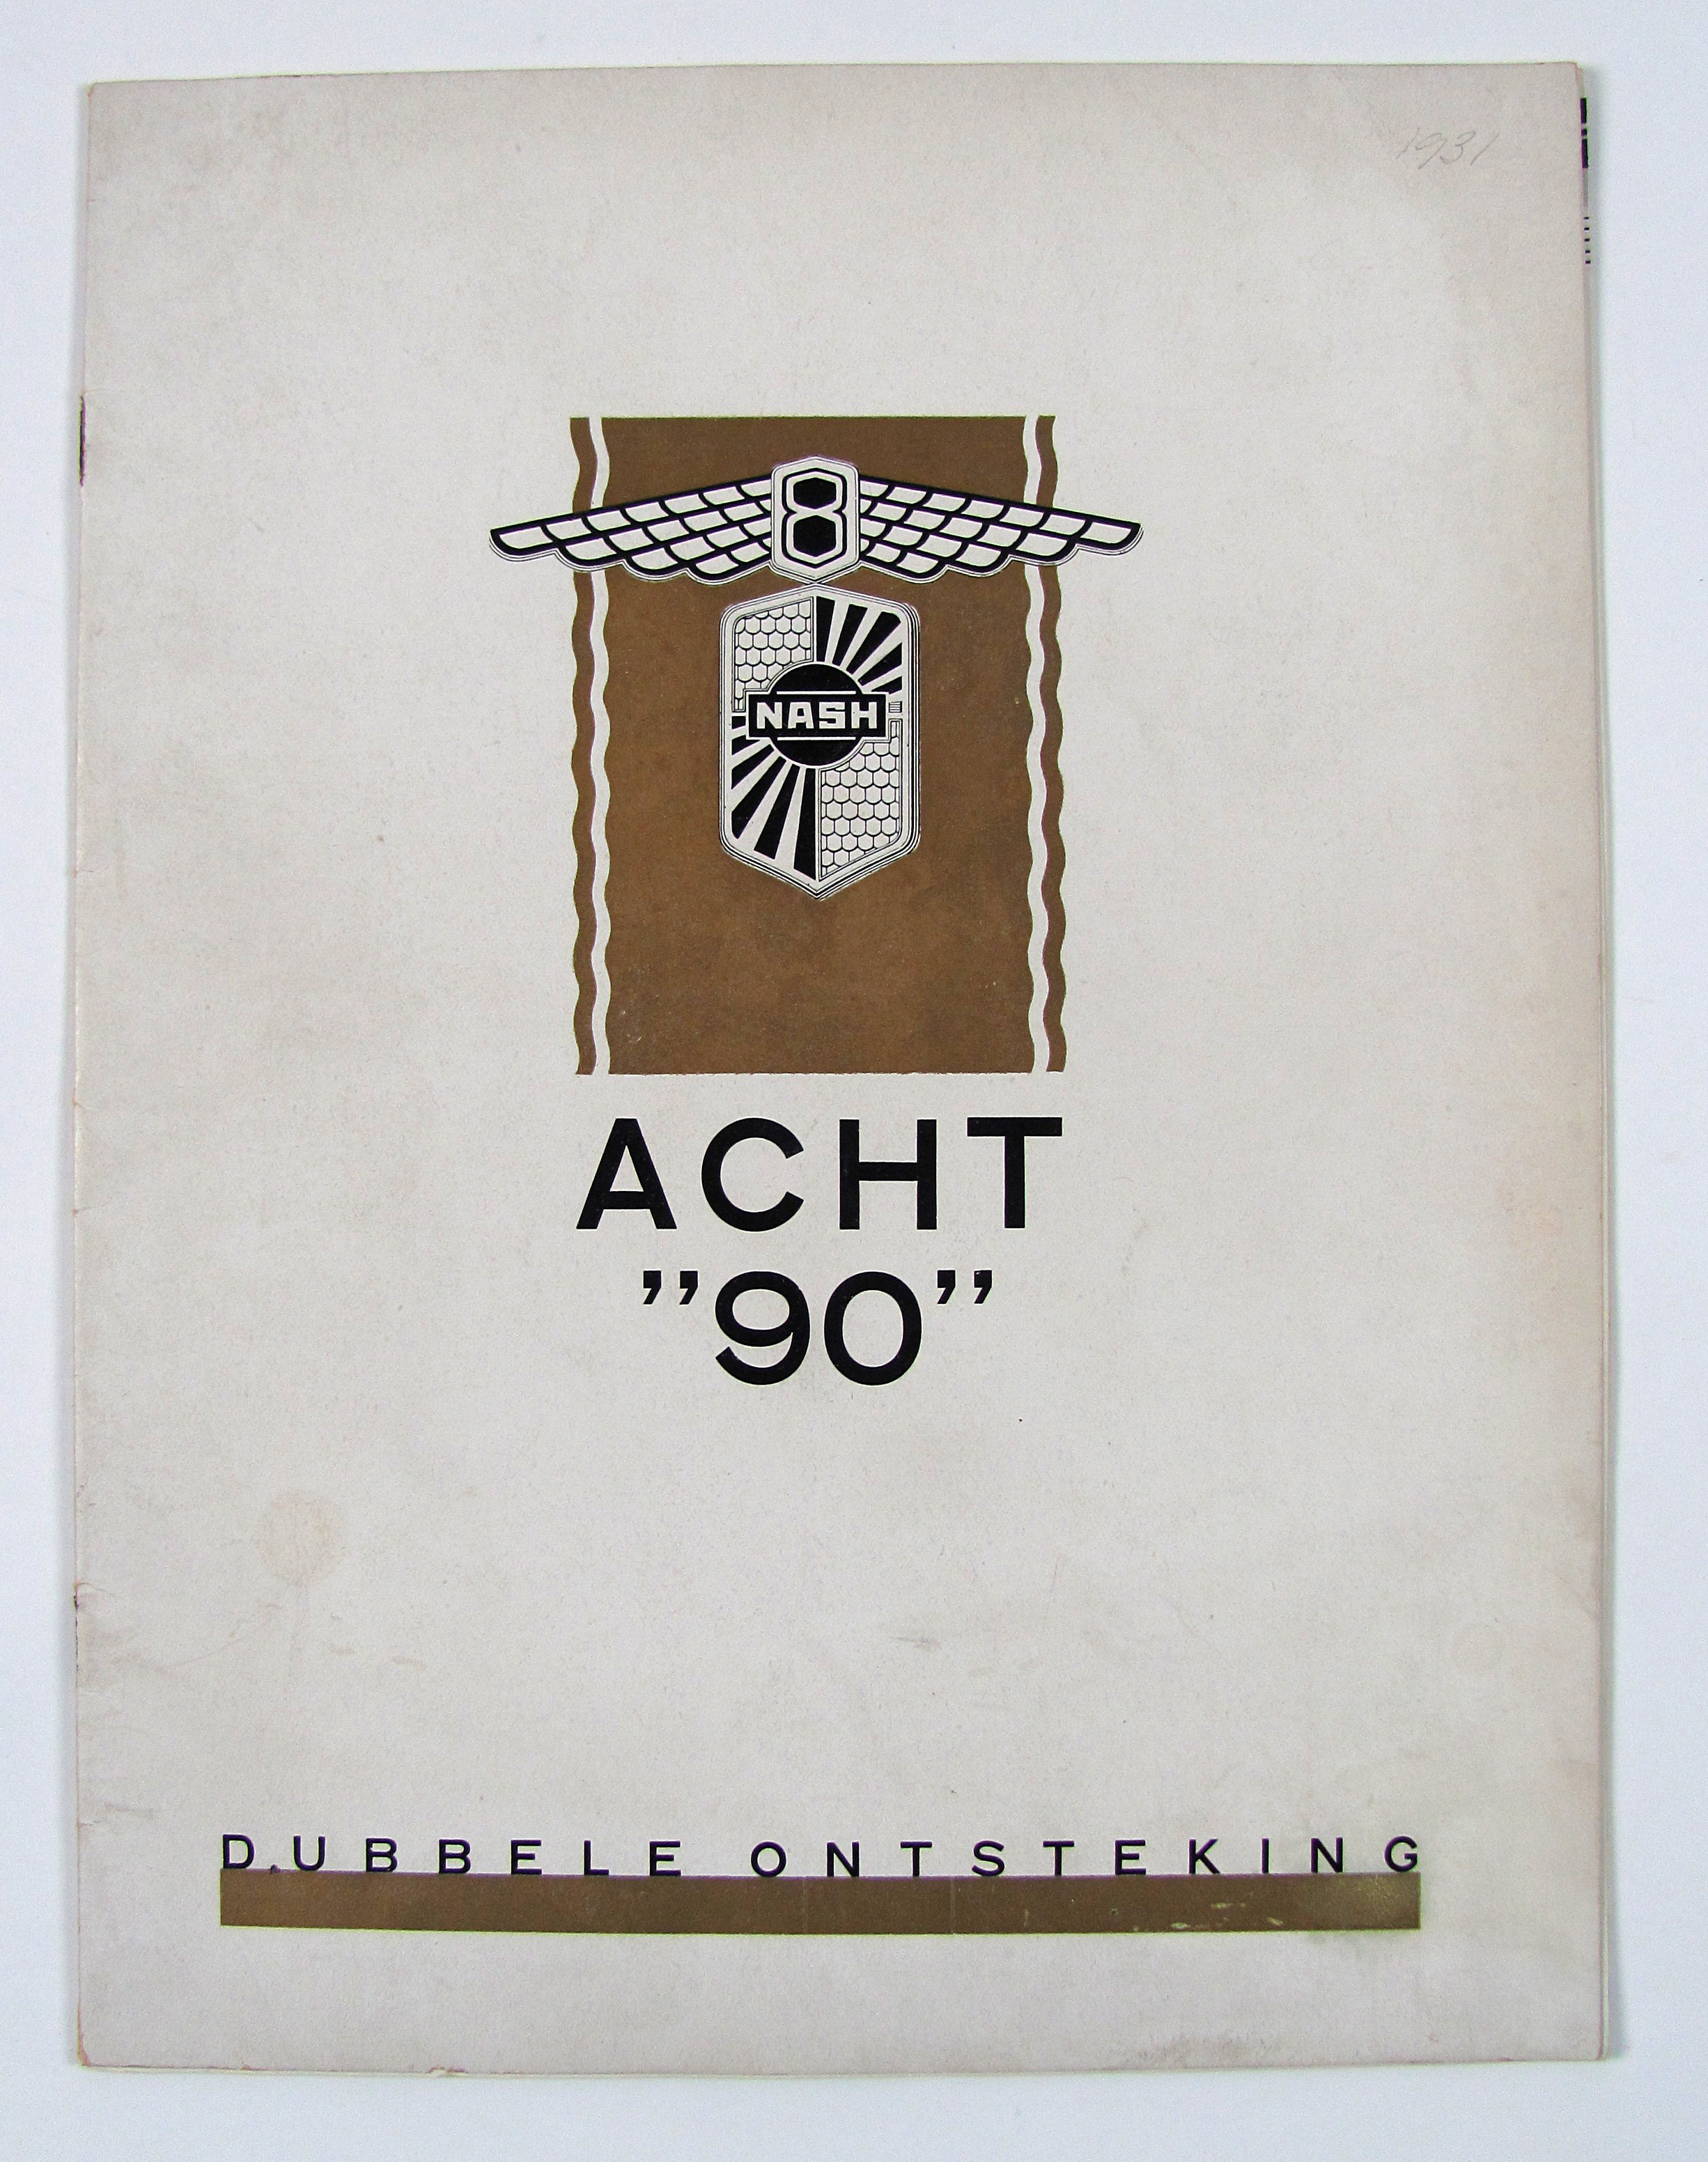 1931
8
NASH
ACHT
”90”
DUBBELE ONTSTEKING